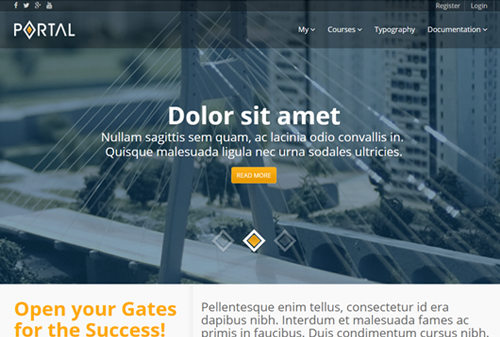 Register Login
PORTAL
My Courses Typography Documentation
Dolor sit amet
Nullam sagittis sem quam, ac lacinia odio convallis in.
Quisque malesuada ligula nec urna sodales ultricies.
READ MORE
Open your Gates
for the Success!
Pellentesque enim tellus, consectetur id era
dapibus nibh. Interdum et malesuada fames ac
primis in faucibus. Duis condimentum cursus nibh.